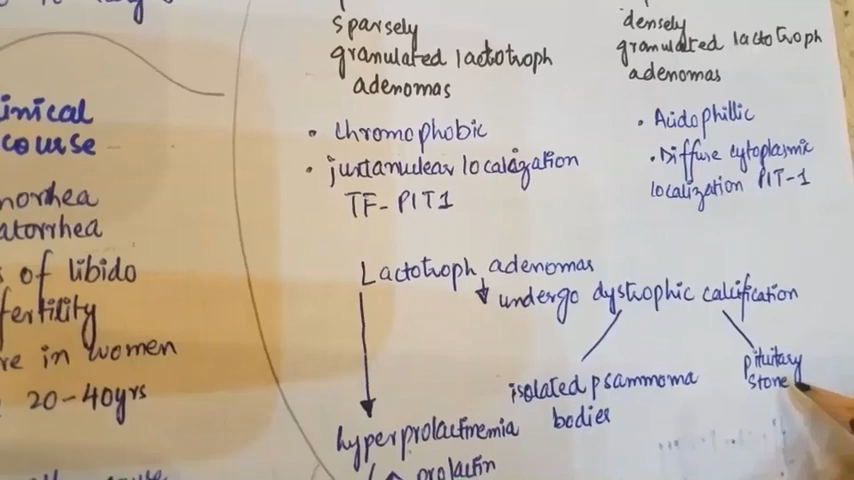 sparsely
granulated lactotroph
adenomas
• chromophobic
• juxtanuclear localization
TF- PIT1
densely
granulated lactotroph
adenomas
• Acidophillic
• Diffuse cytoplasmic
localization PIT-1
Lactotroph adenomas
undergo dystrophic calcification
isolated psammoma
bodies
pituitary
stone
hyperprolactinemia
prolactin
inical
course
norrhea
atorrhea
s of libido
fertility
re in women
20-40yrs